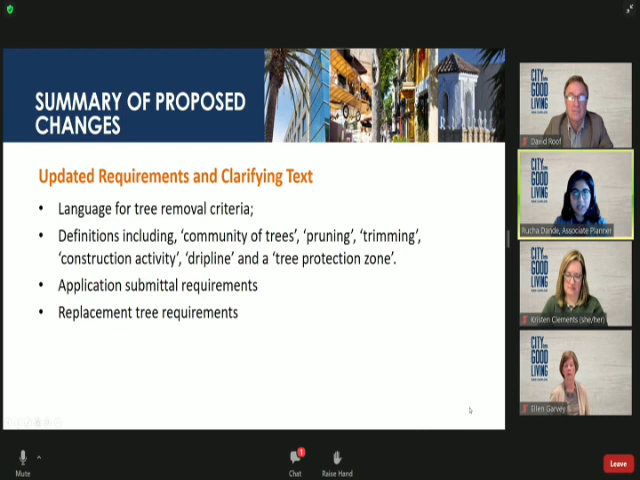 SUMMARY OF PROPOSED
CHANGES
Updated Requirements and Clarifying Text
• Language for tree removal criteria;
• Definitions including, ‘community of trees’, ‘pruning’, ‘trimming’,
‘construction activity’, ‘dripline’ and a ‘tree protection zone’.
• Application submittal requirements
• Replacement tree requirements
CITY
GOOD
LIVING
David Roof
CITY
GOOD
LIVING
Rucha Dande, Associate Planner
CITY
GOOD
LIVING
Kristen Clements (she/her)
CITY
GOOD
LIVING
Ellen Garvey
Mute
Chat
1
Raise Hand
Leave